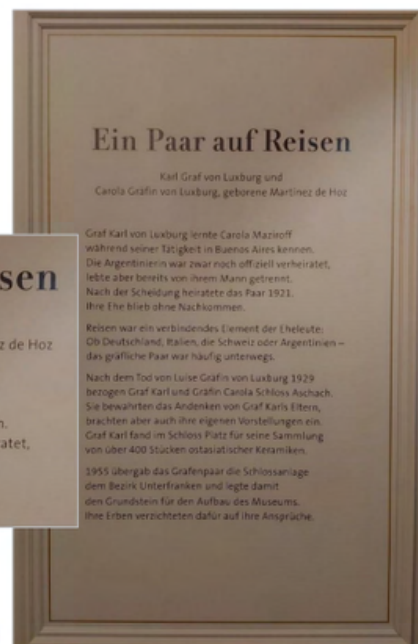 Ein Paar auf Reisen
Karl Graf von Luxburg und
Carola Gräfin von Luxburg, geborene Martínez de Hoz
Graf Karl von Luxburg lernte Carola Maziroff
während seiner Tätigkeit in Buenos Aires kennen.
Die Argentinierin war zwar noch offiziell verheiratet,
lebte aber bereits von ihrem Mann getrennt.
Nach der Scheidung heiratete das Paar 1921.
Ihre Ehe blieb ohne Nachkommen.
Reisen war ein verbindendes Element der Eheleute:
Ob Deutschland, Italien, die Schweiz oder Argentinien –
das gräfliche Paar war häufig unterwegs.
Nach dem Tod von Luise Gräfin von Luxburg 1929
bezogen Graf Karl und Gräfin Carola Schloss Aschach.
Sie bewahrten das Andenken von Graf Karls Eltern,
brachten aber auch ihre eigenen Vorstellungen ein.
Graf Karl fand im Schloss Platz für seine Sammlung
von über 400 Stücken ostasiatischer Keramiken.
1955 übergab das Grafenpaar die Schlossanlage
dem Bezirk Unterfranken und legte damit
den Grundstein für den Aufbau des Museums.
Ihre Erben verzichteten dafür auf ihre Ansprüche.
sen
z de Hoz
n.
atet,